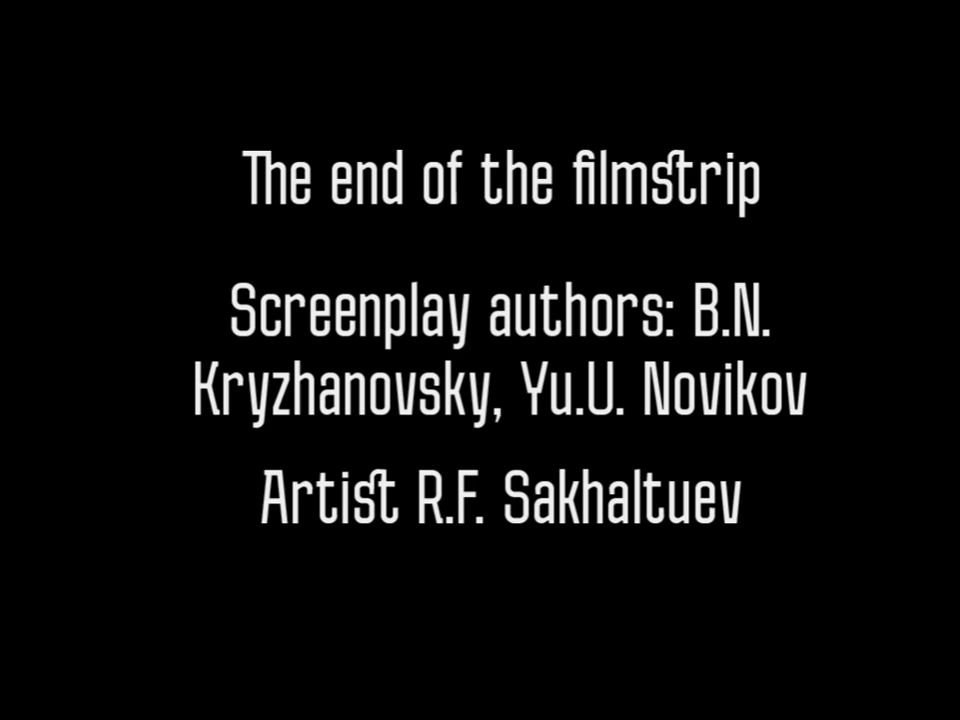 The end of the filmstrip
Screenplay authors: B.N.
Kryzhanovsky, Yu.U. Novikov
Artist R.F. Sakhaltuev